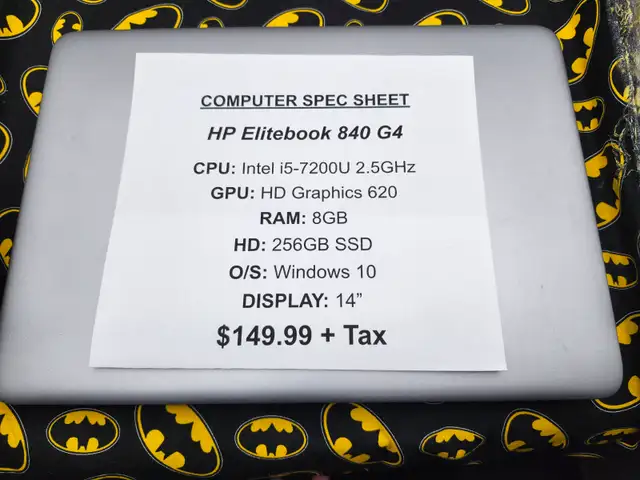 COMPUTER SPEC SHEET
HP Elitebook 840 G4
CPU: Intel i5-7200U 2.5GHz
GPU: HD Graphics 620
RAM: 8GB
HD: 256GB SSD
O/S: Windows 10
DISPLAY: 14”
$149.99 + Tax